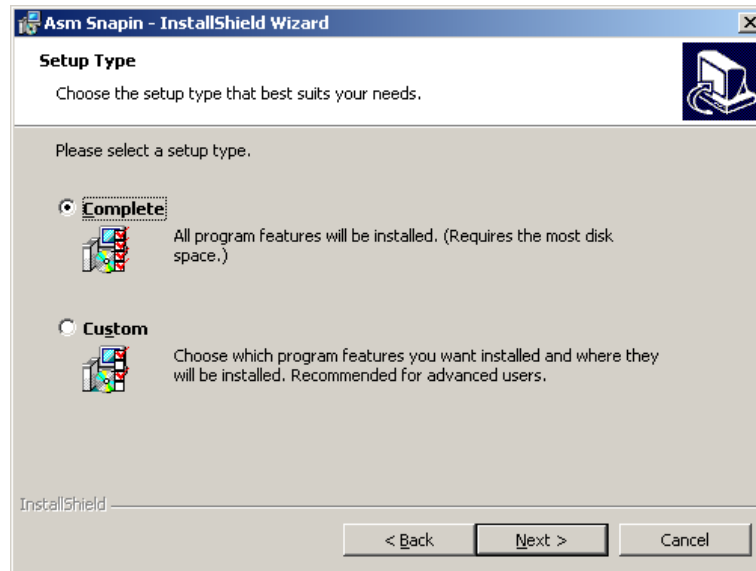 Asm Snapin - InstallShield Wizard
Setup Type
Choose the setup type that best suits your needs.
Please select a setup type.
Complete
All program features will be installed. (Requires the most disk
space.)
Custom
Choose which program features you want installed and where they
will be installed. Recommended for advanced users.
InstallShield
< Back
Next >
Cancel